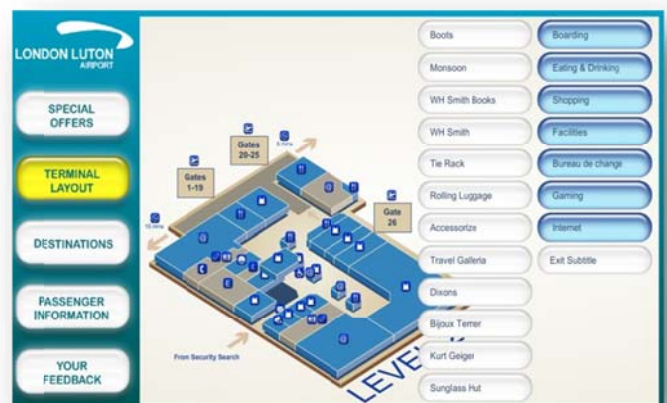 LONDON LUTON
AIRPORT
SPECIAL
OFFERS
TERMINAL
LAYOUT
DESTINATIONS
PASSENGER
INFORMATION
YOUR
FEEDBACK
Gates
20-25
Gates
1-19
Gate
26
From Security Search
LEVEL
Boots
Monsoon
WH Smith Books
WH Smith
Tie Rack
Rolling Luggage
Accessorize
Travel Galleria
Dixons
Bijoux Terner
Kurt Geiger
Sunglass Hut
Boarding
Eating & Drinking
Shopping
Facilities
Bureau de change
Gaming
Internet
Exit Subtitle